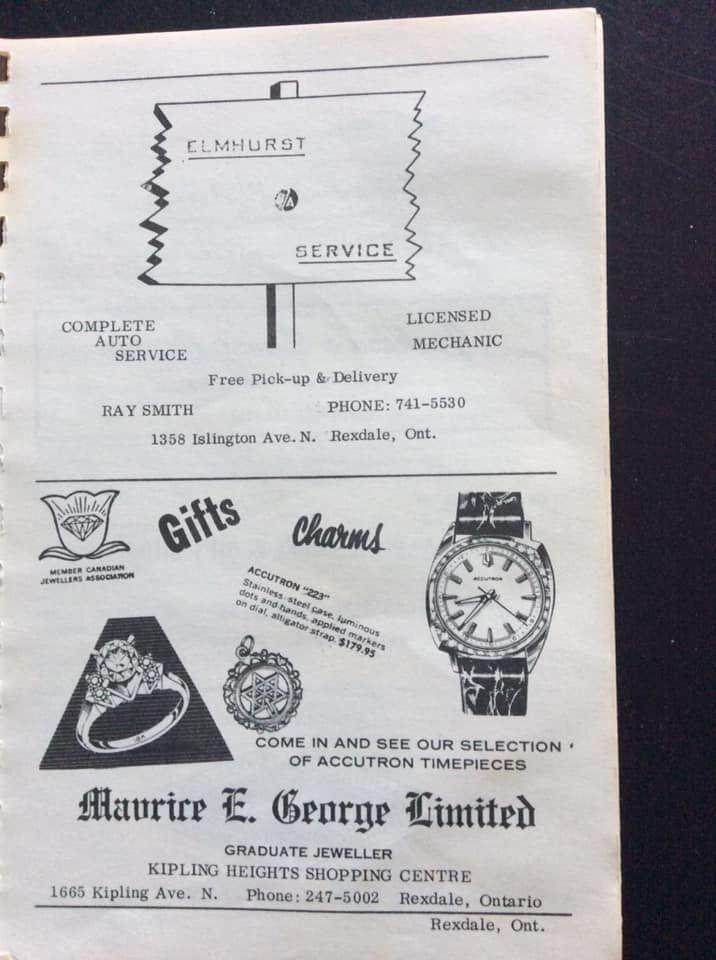 ELMHURST
SERVICE
COMPLETE
AUTO
SERVICE
LICENSED
MECHANIC
Free Pick-up & Delivery
RAY SMITH PHONE: 741-5530
1358 Islington Ave. N. Rexdale, Ont.
MEMBER CANADIAN
JEWELLERS ASSOCIATION
Gifts
Charms
ACCUTRON "223"
Stainless steel case, luminous
dots and hands, applied markers
on dial, alligator strap. $179.95
ACCUTRON
COME IN AND SEE OUR SELECTION
OF ACCUTRON TIMEPIECES
Maurice E. George Limited
GRADUATE JEWELLER
KIPLING HEIGHTS SHOPPING CENTRE
1665 Kipling Ave. N. Phone: 247-5002 Rexdale, Ontario
Rexdale, Ont.